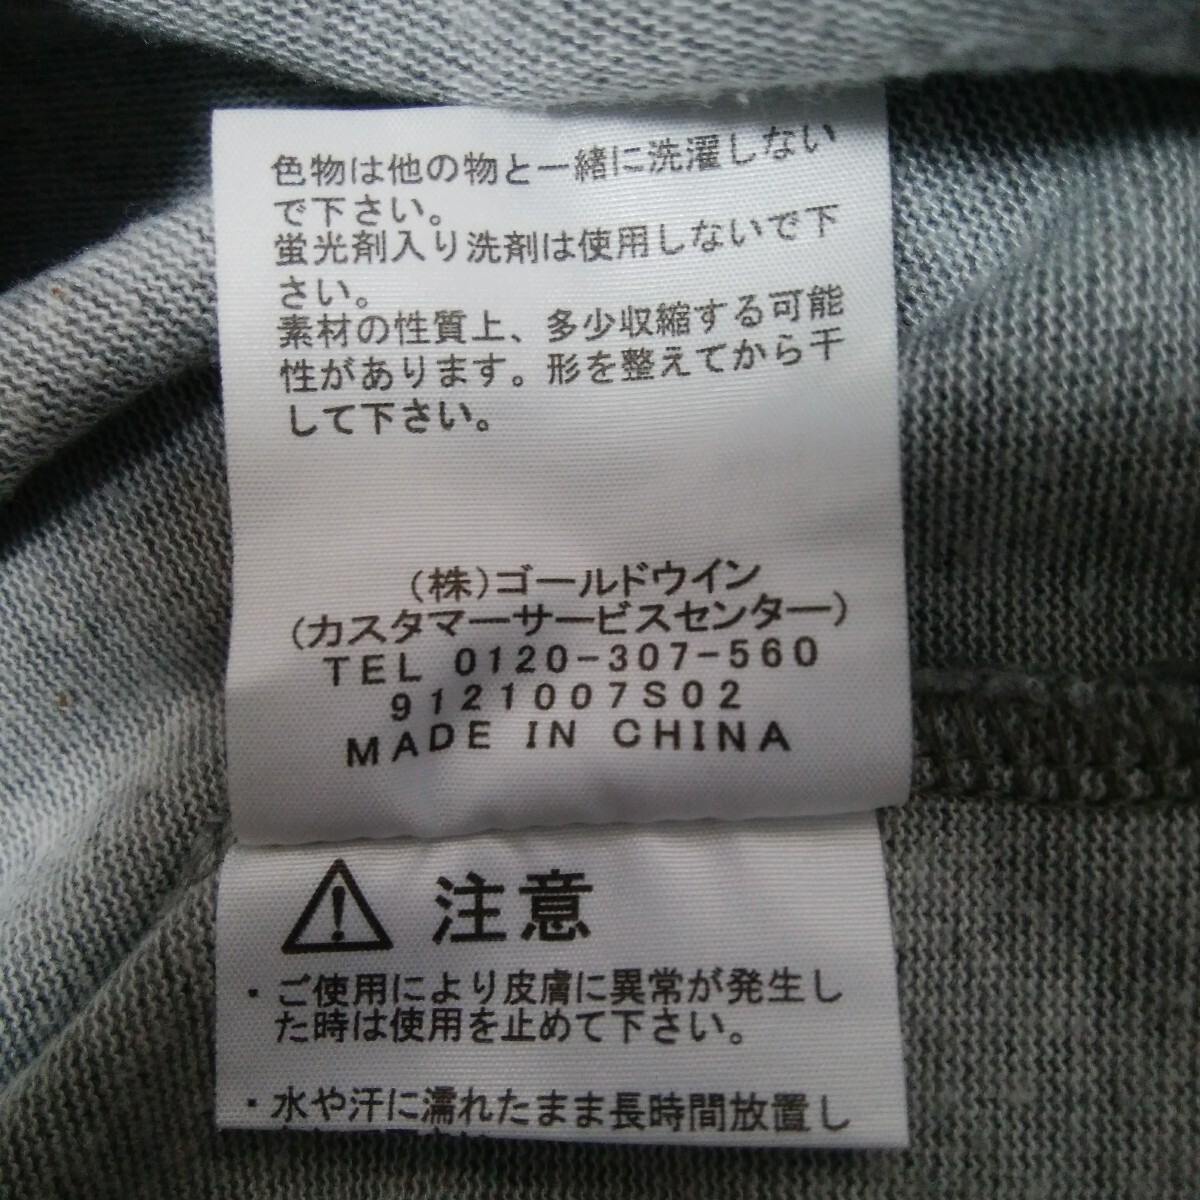 色物は他の物と一緒に洗濯しない
で下さい。
蛍光剤入り洗剤は使用しないで下
さい。
素材の性質上、多少収縮する可能
性があります。形を整えてから干
して下さい。
(株)ゴールドウイン
(カスタマーサービスセンター)
TEL 0120-307-560
9121007S02
MADE IN CHINA
注意
・ご使用により皮膚に異常が発生し
た時は使用を止めて下さい。
・水や汗に濡れたまま長時間放置し